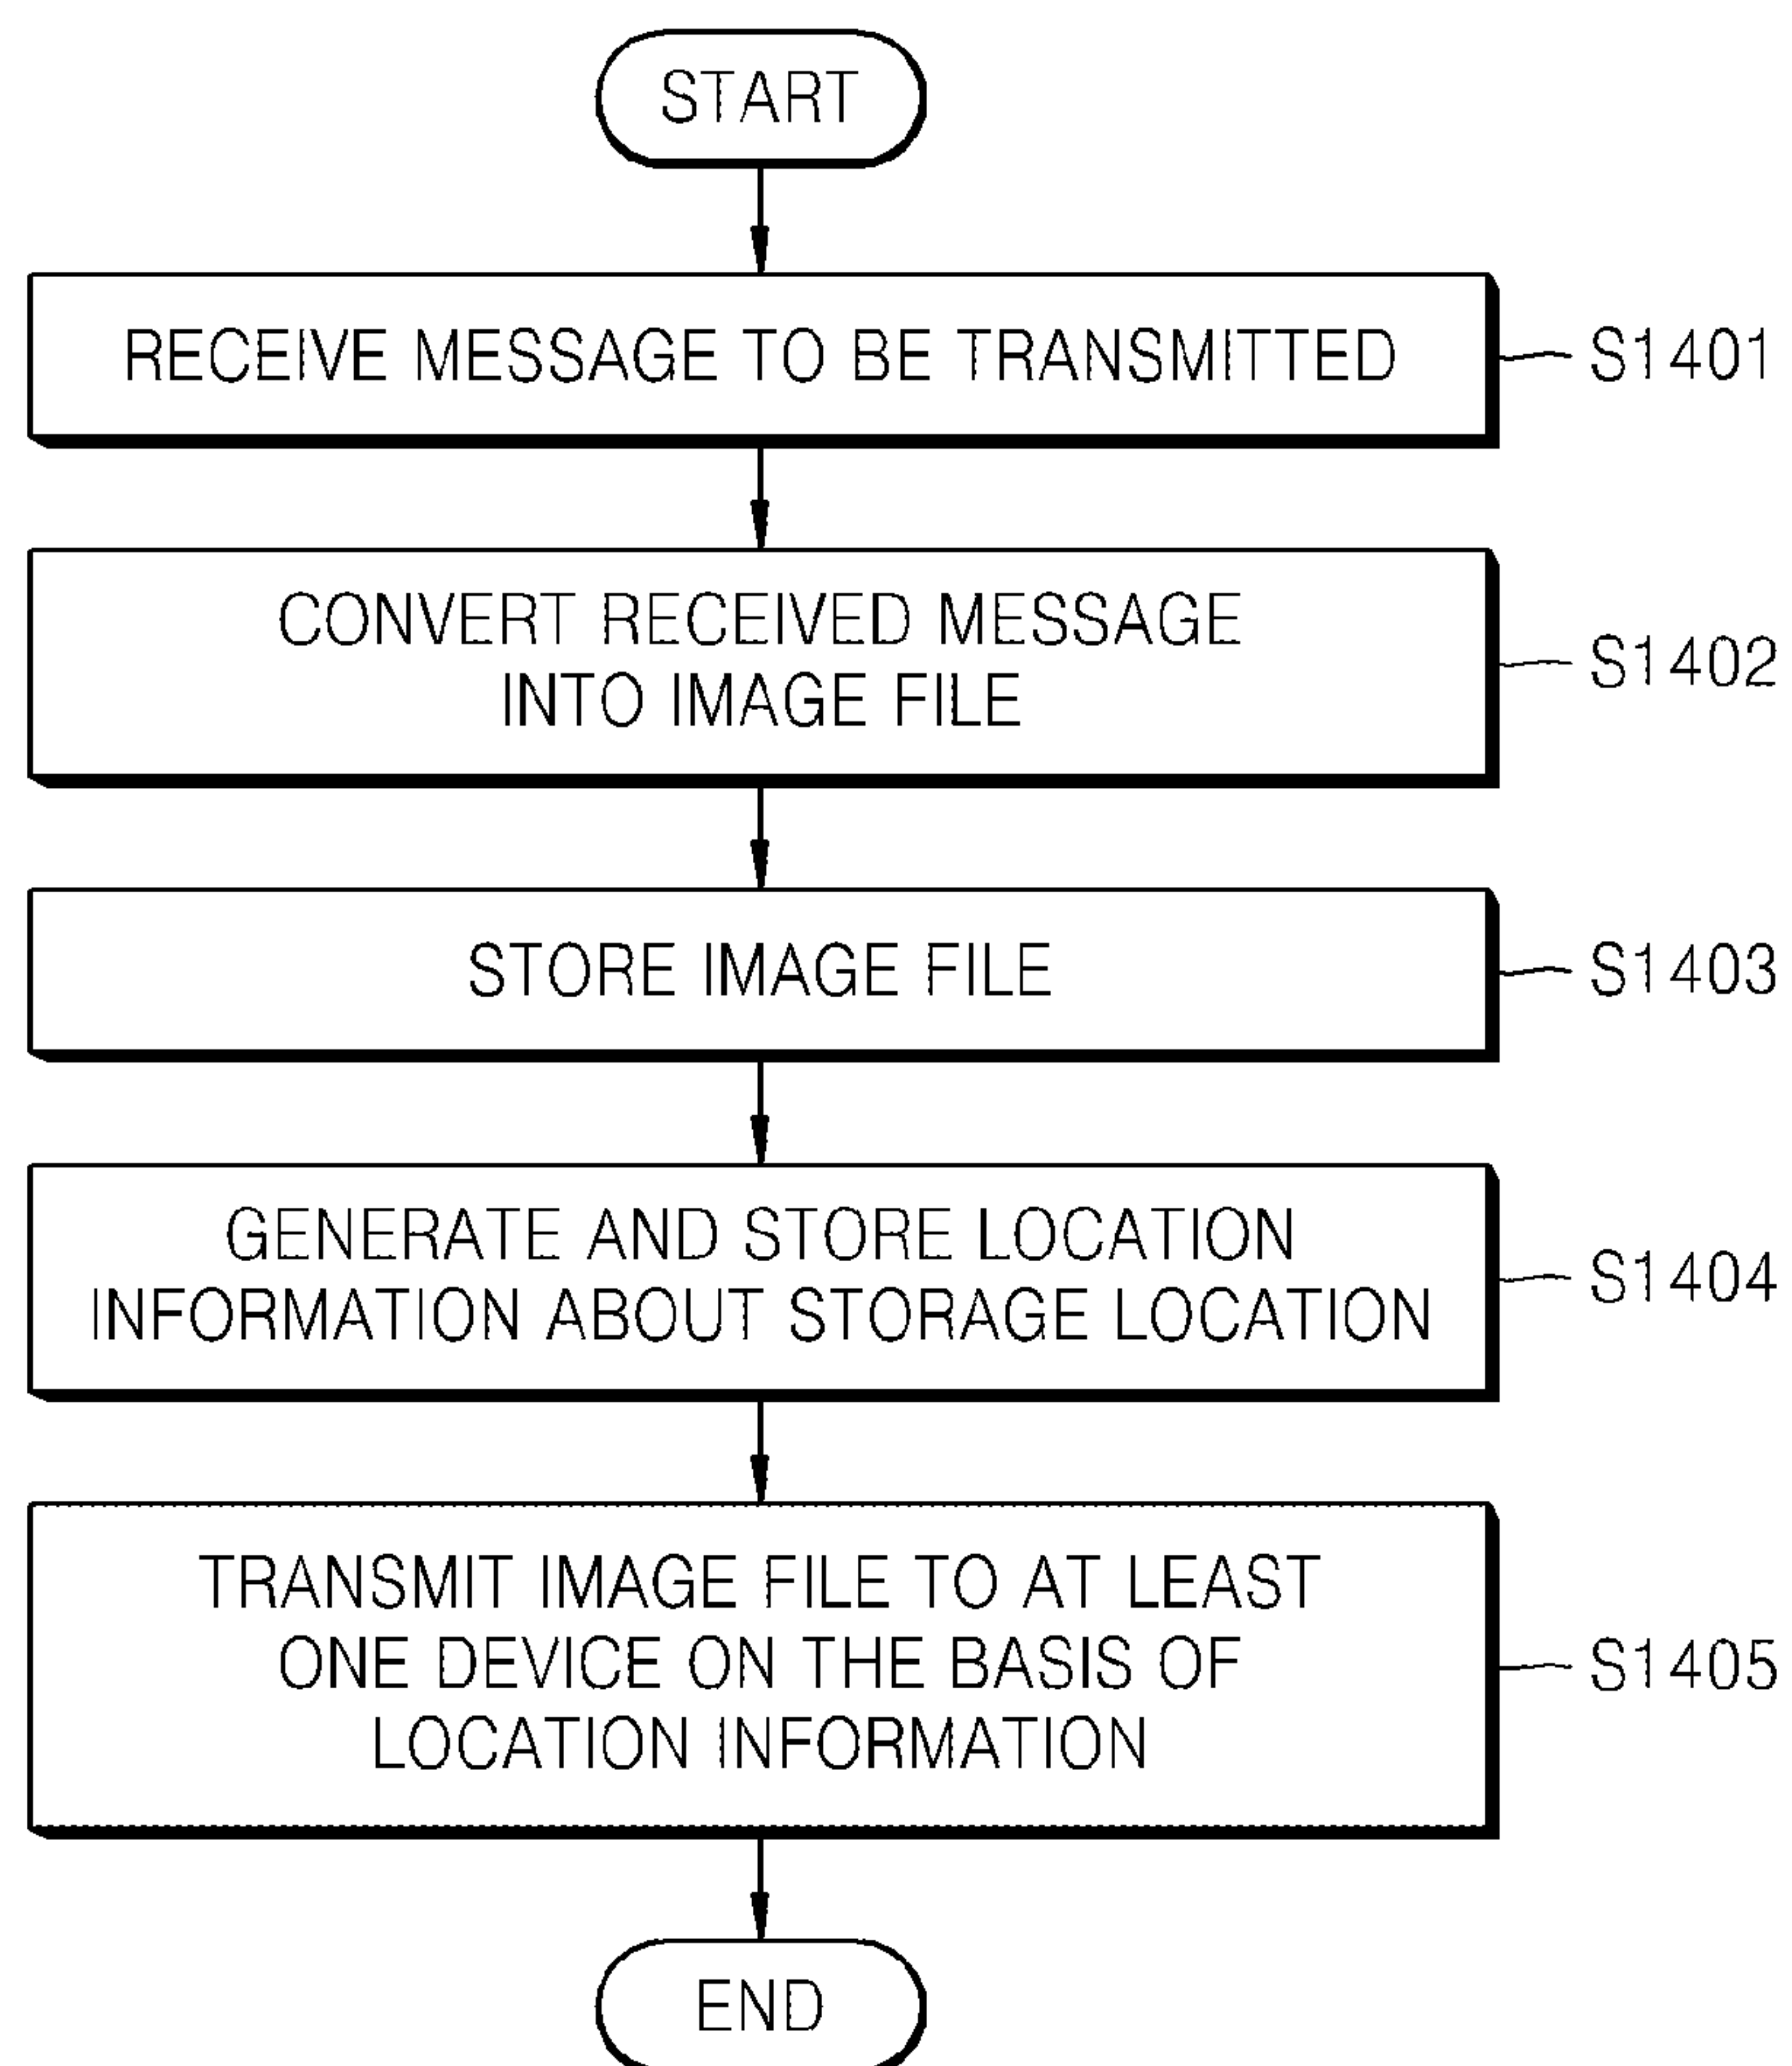 START
RECEIVE MESSAGE TO BE TRANSMITTED
S1401
CONVERT RECEIVED MESSAGE
INTO IMAGE FILE
S1402
STORE IMAGE FILE
S1403
GENERATE AND STORE LOCATION
INFORMATION ABOUT STORAGE LOCATION
S1404
TRANSMIT IMAGE FILE TO AT LEAST
ONE DEVICE ON THE BASIS OF
LOCATION INFORMATION
S1405
END